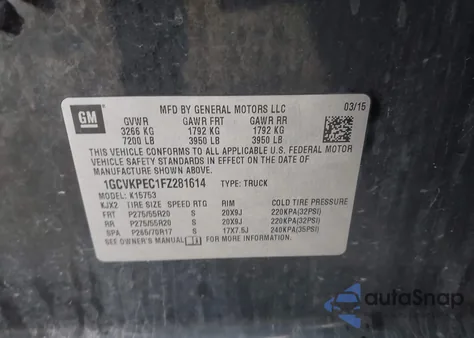 GM
MFD BY GENERAL MOTORS LLC
03/15
GVWR GAWR FRT GAWR RR
3266 KG 1792 KG 1792 KG
7200 LB 3950 LB 3950 LB
THIS VEHICLE CONFORMS TO ALL APPLICABLE U.S.
FEDERAL MOTOR VEHICLE SAFETY AND THEFT PREVENTION
STANDARDS IN EFFECT ON THE DATE OF
MANUFACTURE SHOWN ABOVE.
1GCVKPEC1FZ281614 TYPE: TRUCK
MODEL: K15753
KJX2 TIRE SIZE SPEED RTG RIM COLD TIRE PRESSURE
FRT P275/55R20 S 20X9J 220KPA(32PSI)
RR P275/55R20 S 20X9J 220KPA(32PSI)
SPA P265/70R17 S 17X7.5J 240KPA(35PSI)
SEE OWNER'S MANUAL FOR MORE INFORMATION.
autoSnap